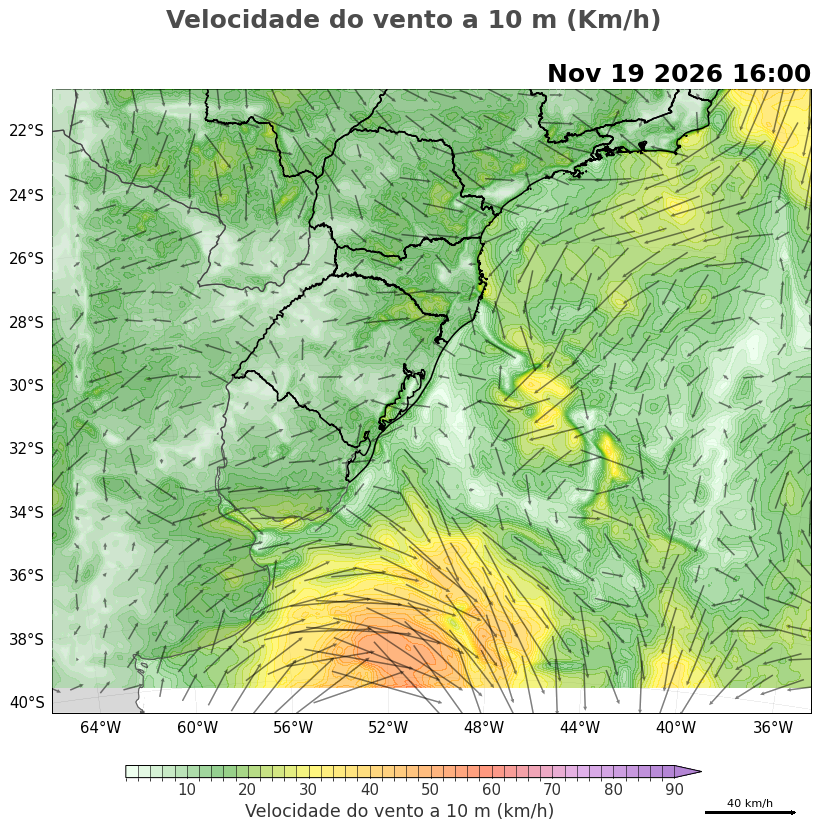 Velocidade do vento a 10 m (Km/h)
Nov 19 2026 16:00
22°S
24°S
26°S
28°S
30°S
32°S
34°S
36°S
38°S
40°S
64°W 60°W 56°W 52°W 48°W 44°W 40°W 36°W
10 20 30 40 50 60 70 80 90
Velocidade do vento a 10 m (km/h)
40 km/h